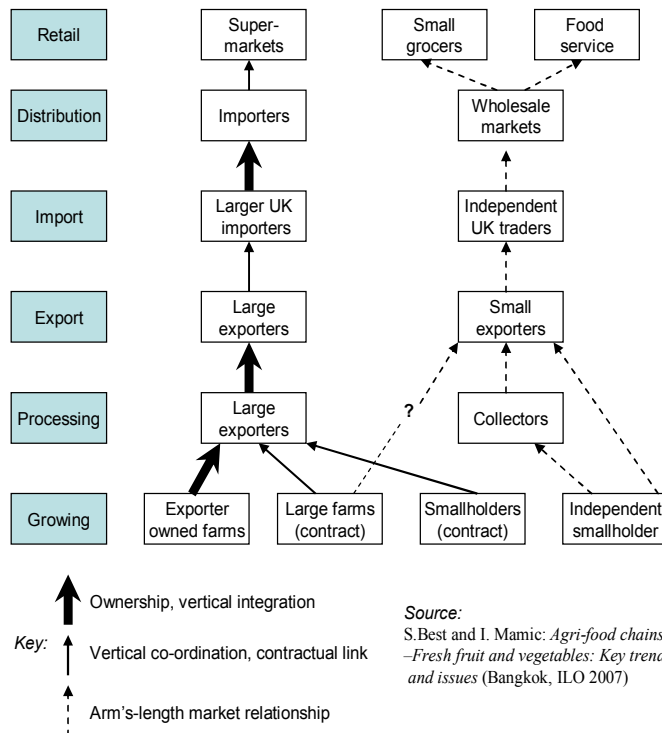 Retail
Super-
markets
Small
grocers
Food
service
Distribution
Importers
Wholesale
markets
Import
Larger UK
importers
Independent
UK traders
Export
Large
exporters
Small
exporters
Processing
Large
exporters
?
Collectors
Growing
Exporter
owned farms
Large farms
(contract)
Smallholders
(contract)
Independent
smallholder
Key:
Ownership, vertical integration
Vertical co-ordination, contractual link
Arm's-length market relationship
Source:
S.Best and I. Mamic: Agri-food chains
–Fresh fruit and vegetables: Key trend
and issues (Bangkok, ILO 2007)